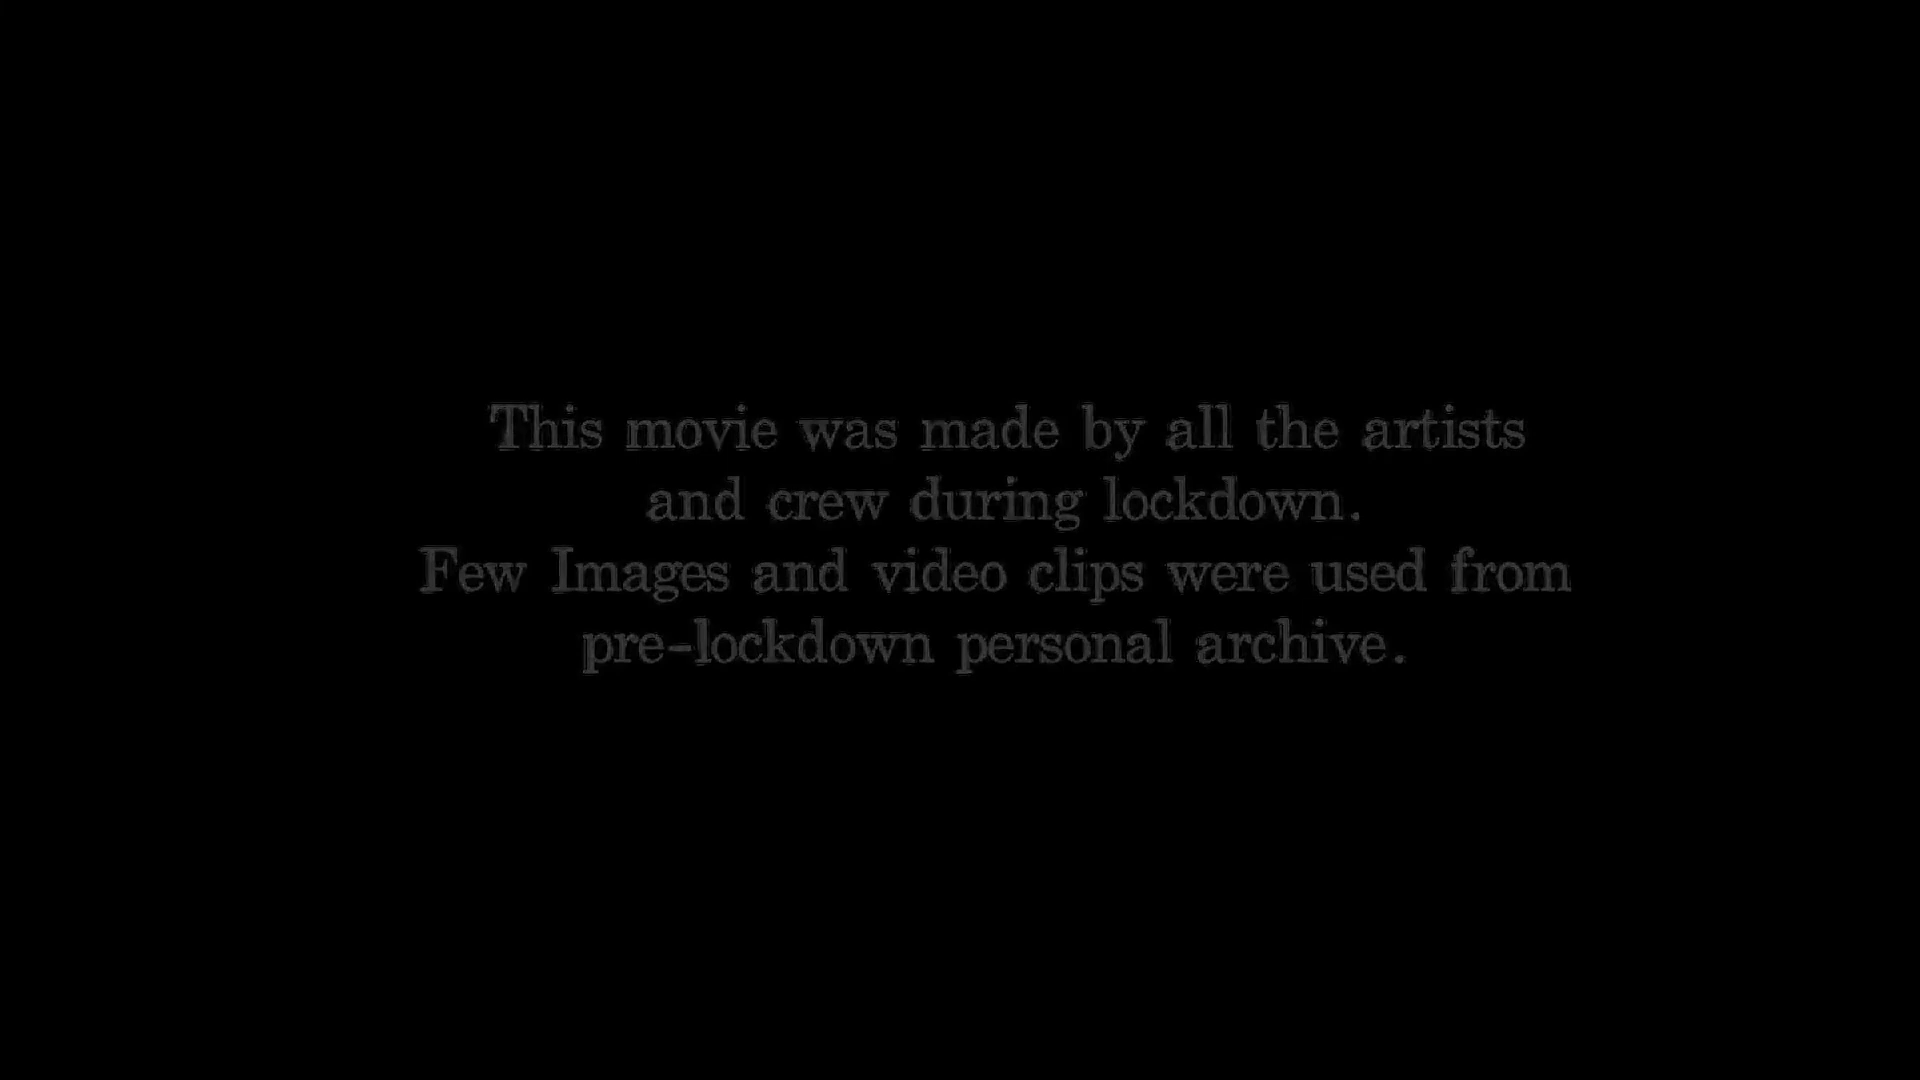 This movie was made by all the artists
and crew during lockdown.
Few Images and video clips were used from
pre-lockdown personal archive.